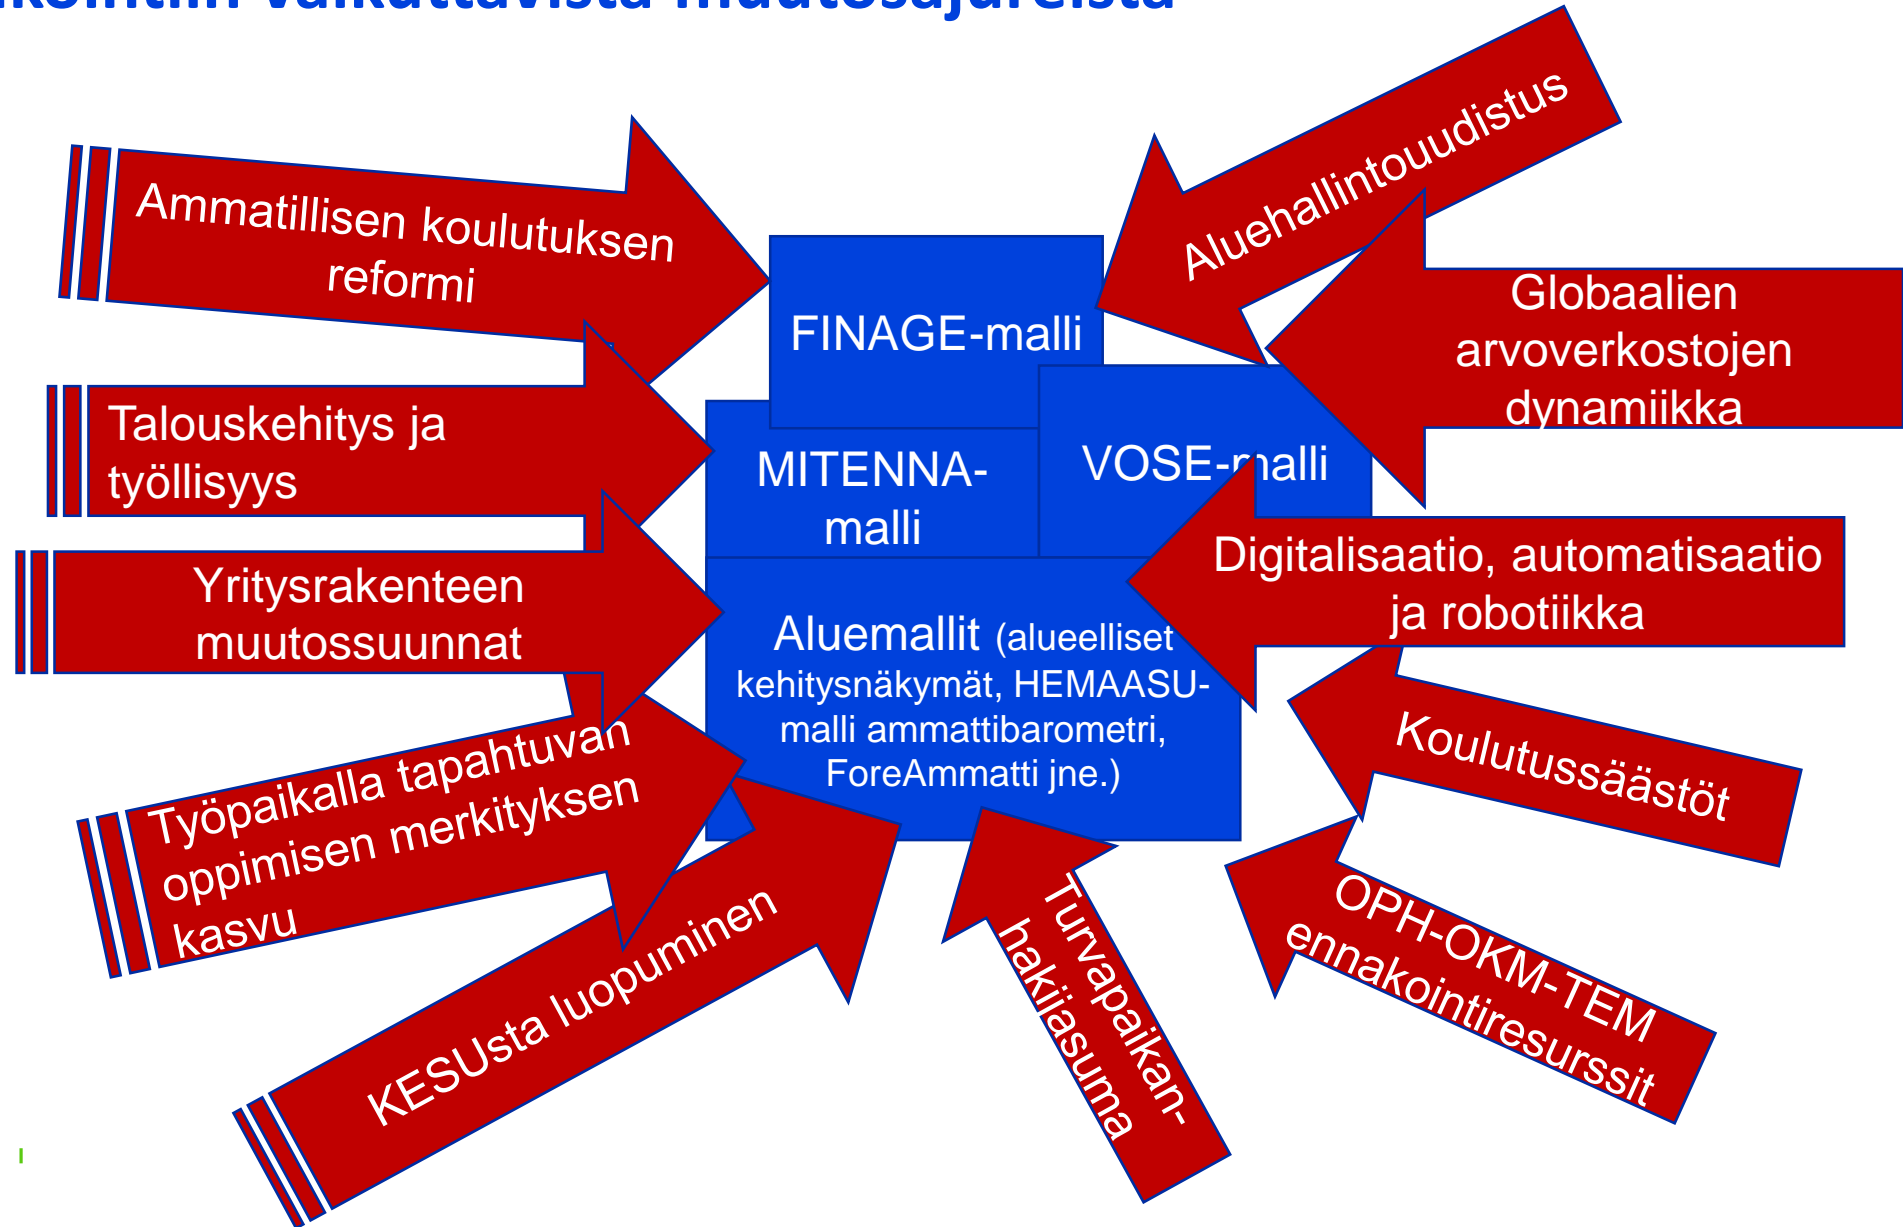 vaikuttavista muutosajureista
Ammatillisen koulutuksen
reformi
Aluehallintouudistus
FINAGE-malli
Globaalien
arvoverkostojen
dynamiikka
Talouskehitys ja
työllisyys
MITENNA-
malli
VOSE-malli
Yritysrakenteen
muutossuunnat
Digitalisaatio, automatisaatio
ja robotiikka
Aluemallit (alueelliset
kehitysnäkymät, HEMAASU-
malli ammattibarometri,
ForeAmmatti jne.)
Työpaikalla tapahtuvan
oppimisen merkityksen
kasvu
Koulutussäästöt
KESUsta luopuminen
Turvapaikan-
hakijasuma
OPH-OKM-TEM
ennakointiresurssit